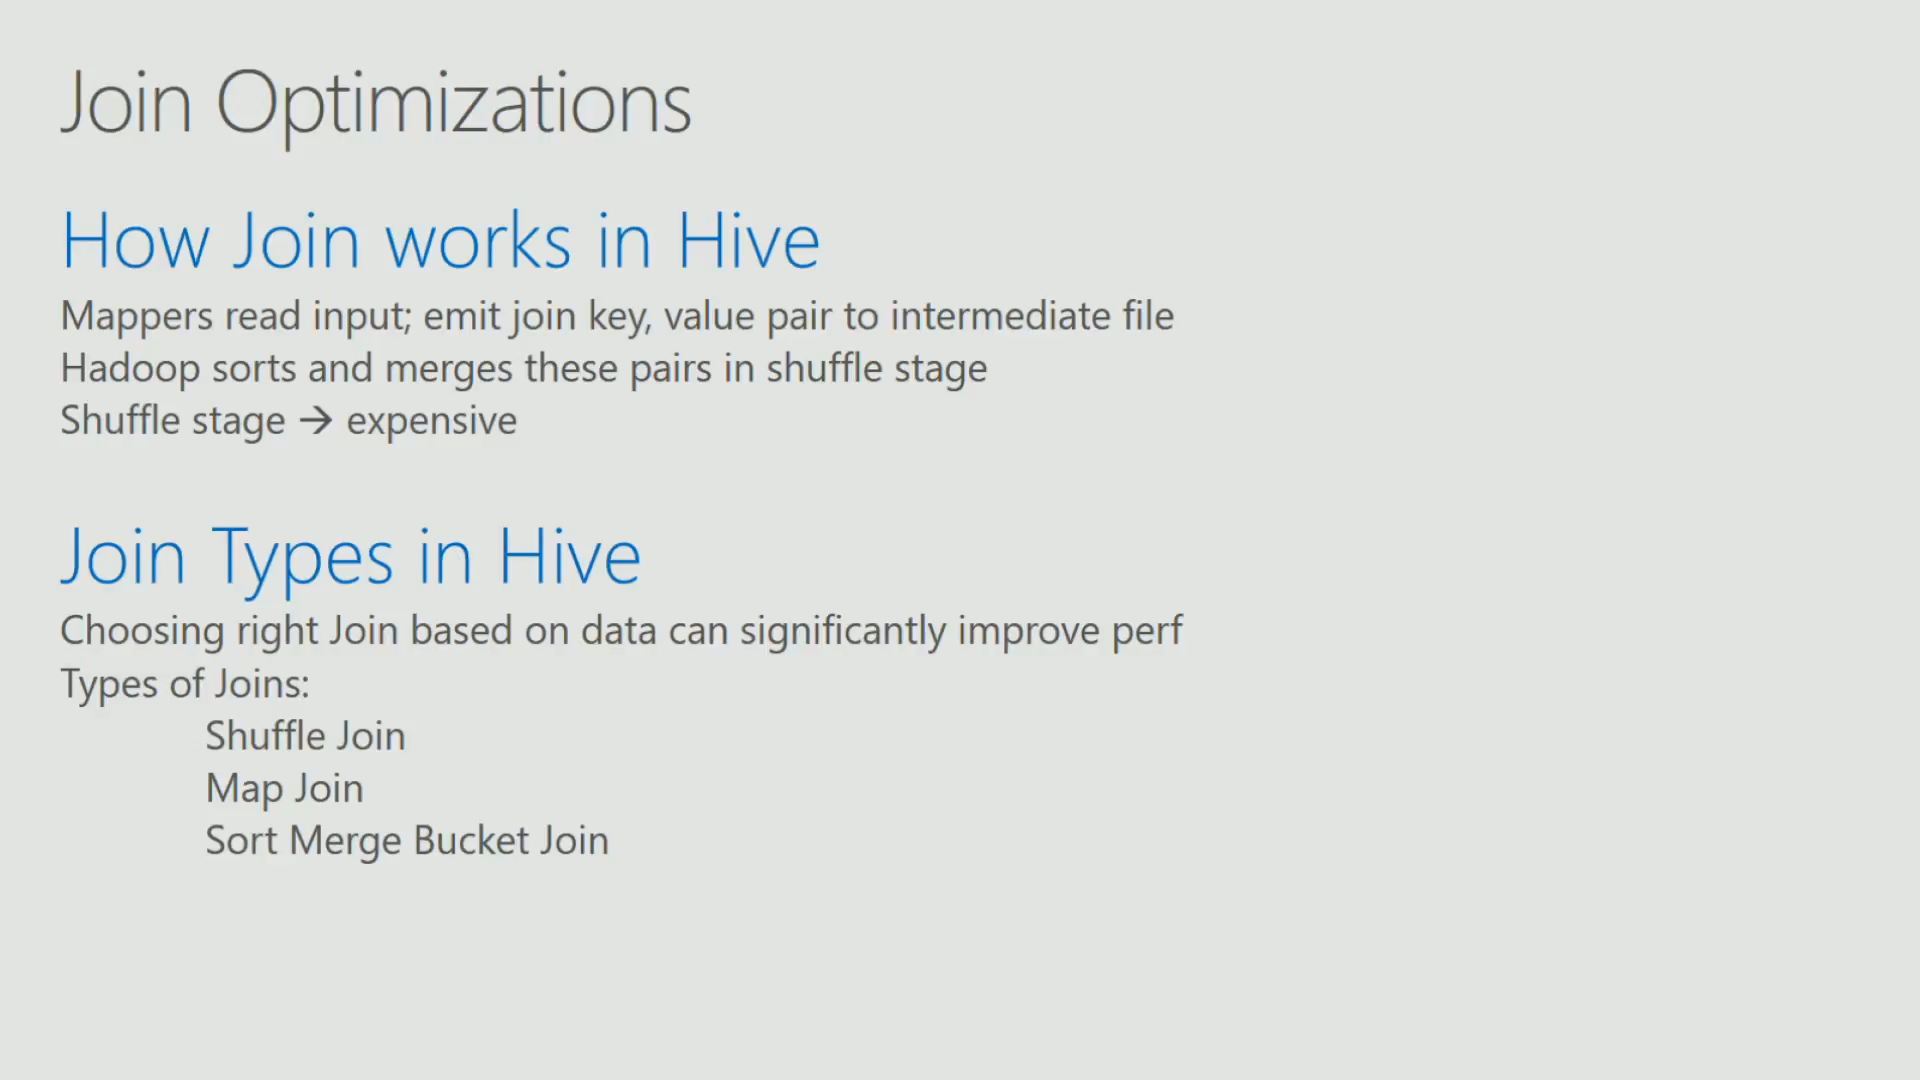 Join Optimizations
How Join works in Hive
Mappers read input; emit join key, value pair to intermediate file
Hadoop sorts and merges these pairs in shuffle stage
Shuffle stage → expensive
Join Types in Hive
Choosing right Join based on data can significantly improve perf
Types of Joins:
Shuffle Join
Map Join
Sort Merge Bucket Join